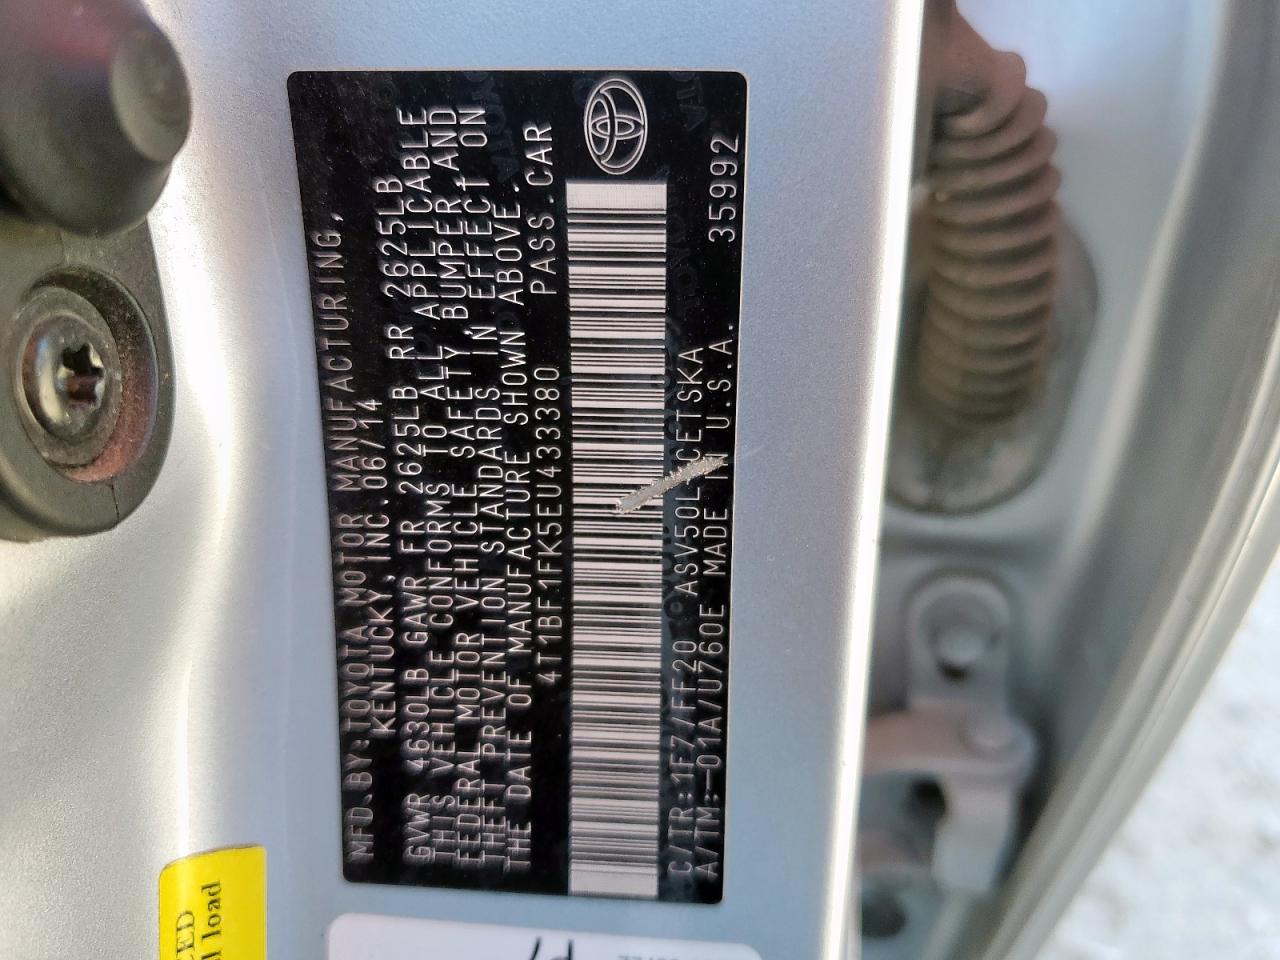 MFD.BY:TOYOTA MOTOR MANUFACTURING,
KENTUCKY, INC. 06/14
GVWR 4630LB GAWR FR 2625LB RR 2625LB
THIS VEHICLE CONFORMS TO ALL APPLICABLE
FEDERAL MOTOR VEHICLE SAFETY, BUMPER, AND
THEFT PREVENTION STANDARDS IN EFFECT ON
THE DATE OF MANUFACTURE SHOWN ABOVE.
4T1BF1FK5EU433380 PASS.CAR
C/TR:1F7/FF20 ASV50L-CETSKA
A/TM:-01A/U760E MADE IN U.S.A. 35992
load